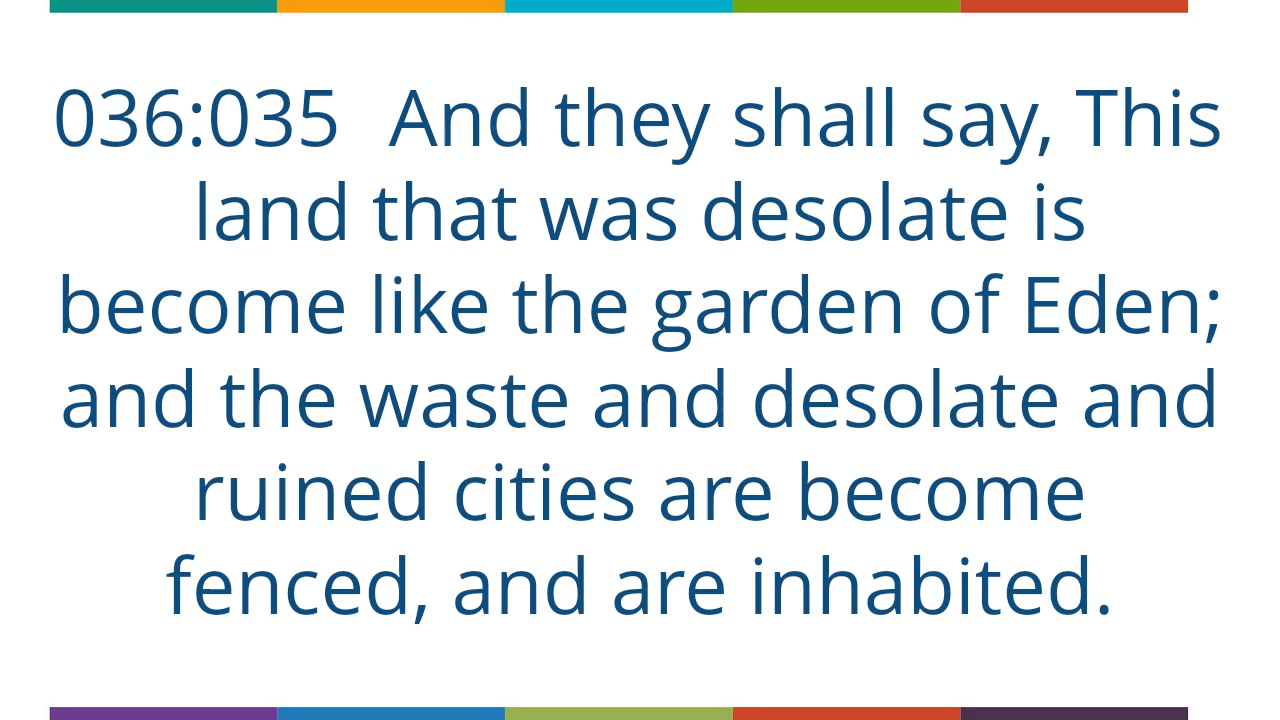 036:035 And they shall say, This
land that was desolate is
become like the garden of Eden;
and the waste and desolate and
ruined cities are become
fenced, and are inhabited.